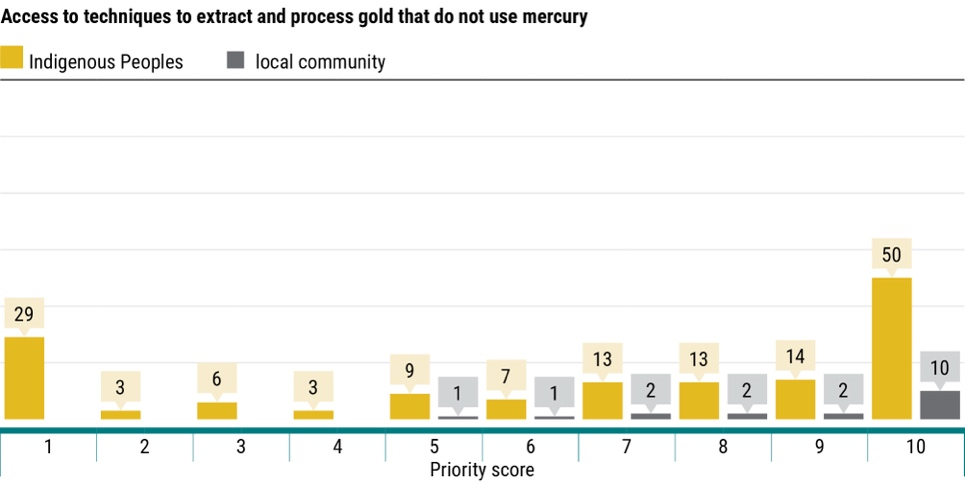 Access to techniques to extract and process gold that do not use mercury
Indigenous Peoples local community
29 3 6 3 9 1 7 1 13 2 13 2 14 2 50 10
1 2 3 4 5 6 7 8 9 10
Priority score